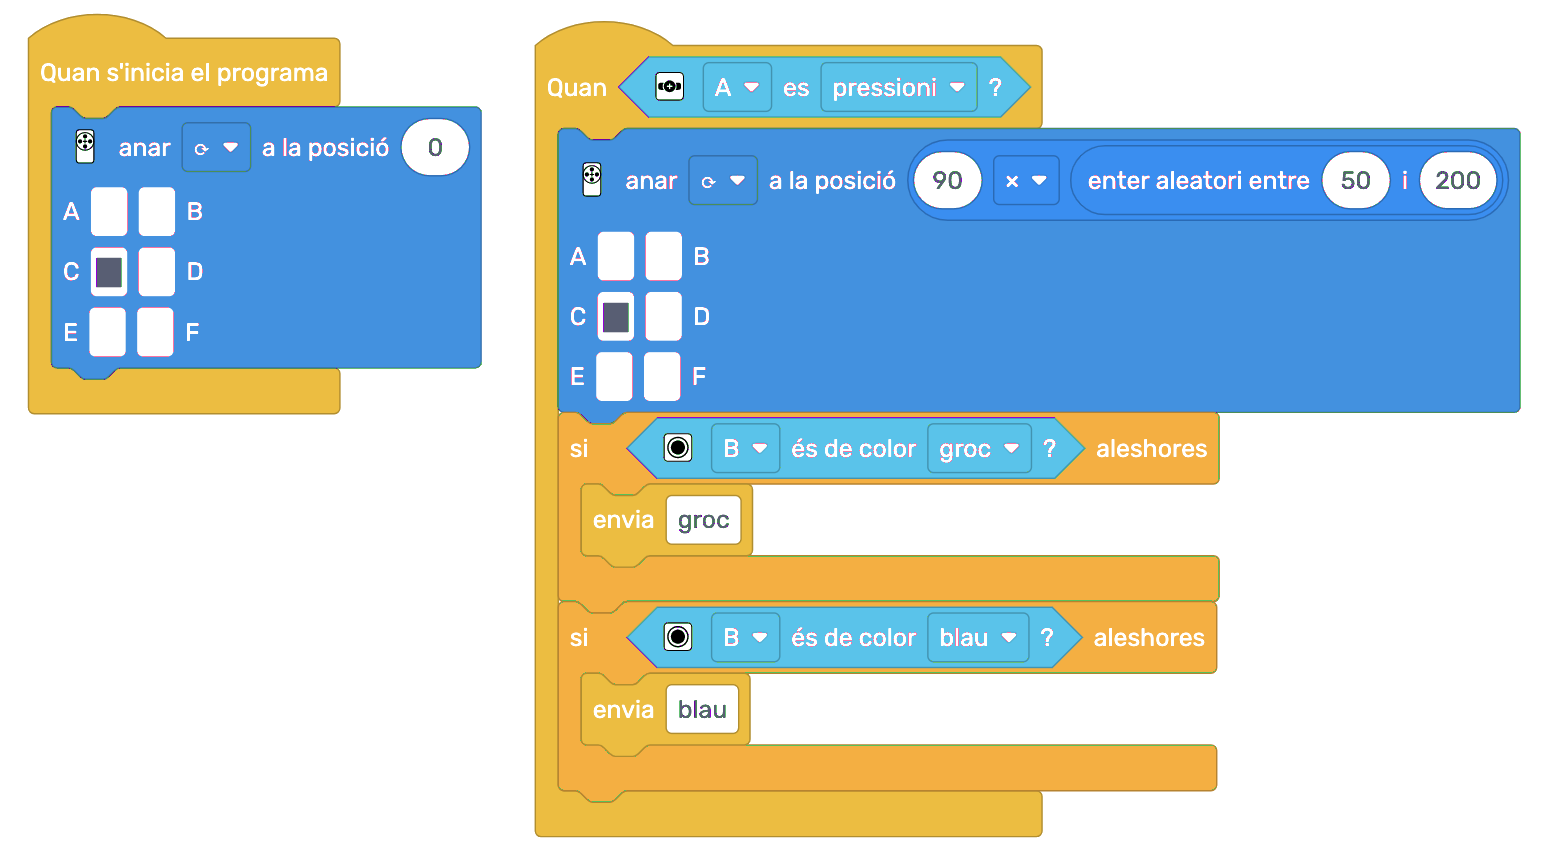 Quan s'inicia el programa
anar a la posició 0
A B
C D
E F
Quan A es pressioni ?
anar a la posició 90 × enter aleatori entre 50 i 200
A B
C D
E F
si B és de color groc ? aleshores
envia groc
si B és de color blau ? aleshores
envia blau